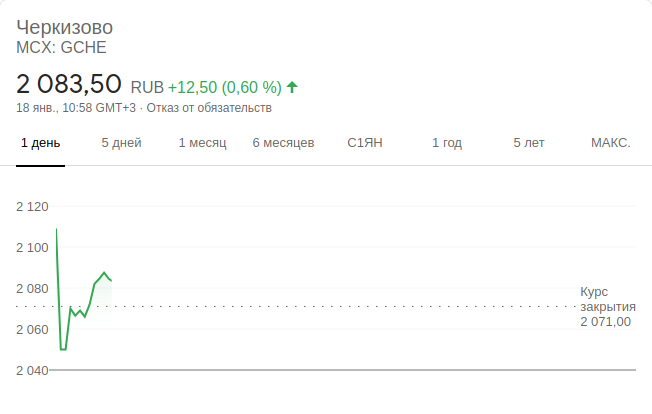 Черкизово
MCX: GCHE
2 083,50 RUB +12,50 (0,60 %)
18 янв., 10:58 GMT+3 · Отказ от обязательств
1 день 5 дней 1 месяц 6 месяцев С1ЯН 1 год 5 лет МАКС.
2 120
2 100
2 080
Курс
закрытия
2 071,00
2 060
2 040